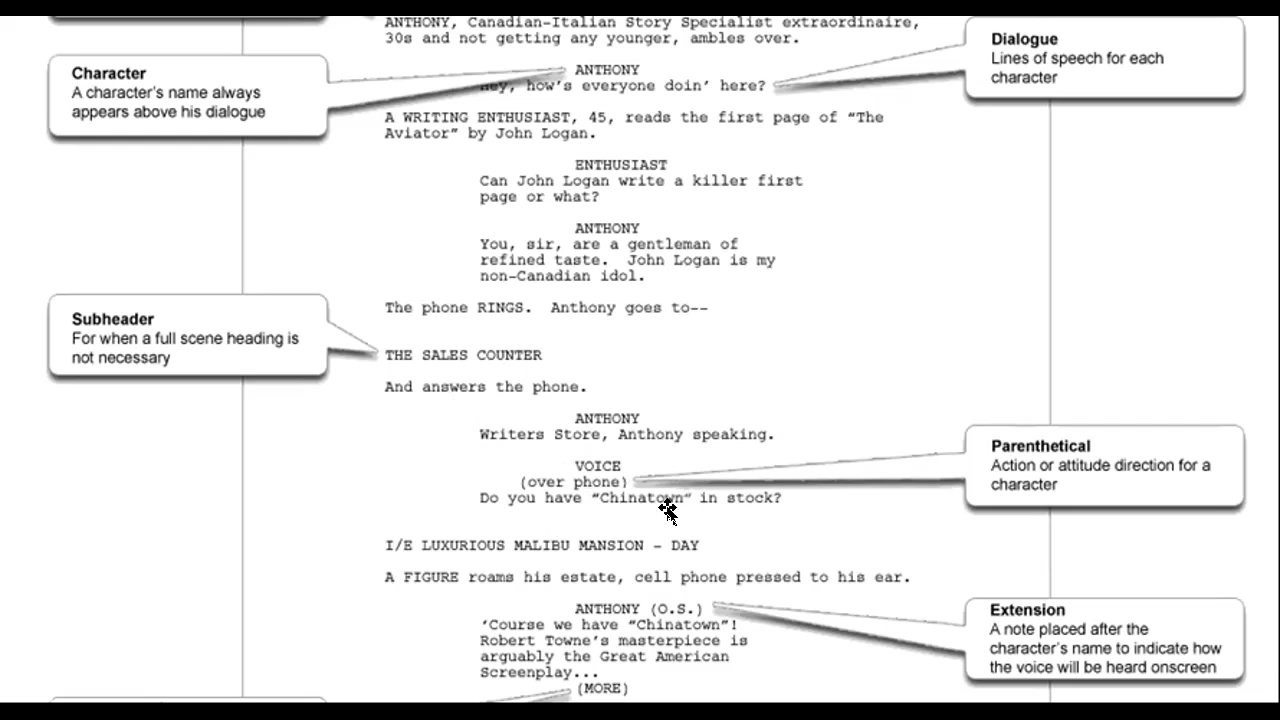 ANTHONY, Canadian-Italian Story Specialist extraordinaire,
30s and not getting any younger, ambles over.
Dialogue
Lines of speech for each
character
Character
A character's name always
appears above his dialogue
ANTHONY
Hey, how's everyone doin' here?
A WRITING ENTHUSIAST, 45, reads the first page of “The
Aviator” by John Logan.
ENTHUSIAST
Can John Logan write a killer first
page or what?
ANTHONY
You, sir, are a gentleman of
refined taste.  John Logan is my
non-Canadian idol.
The phone RINGS.  Anthony goes to--
Subheader
For when a full scene heading is
not necessary
THE SALES COUNTER
And answers the phone.
ANTHONY
Writers Store, Anthony speaking.
VOICE
(over phone)
Do you have “Chinatown” in stock?
Parenthetical
Action or attitude direction for a
character
I/E LUXURIOUS MALIBU MANSION - DAY
A FIGURE roams his estate, cell phone pressed to his ear.
ANTHONY (O.S.)
‘Course we have “Chinatown”!
Robert Towne's masterpiece is
arguably the Great American
Screenplay...
(MORE)
Extension
A note placed after the
character's name to indicate how
the voice will be heard onscreen